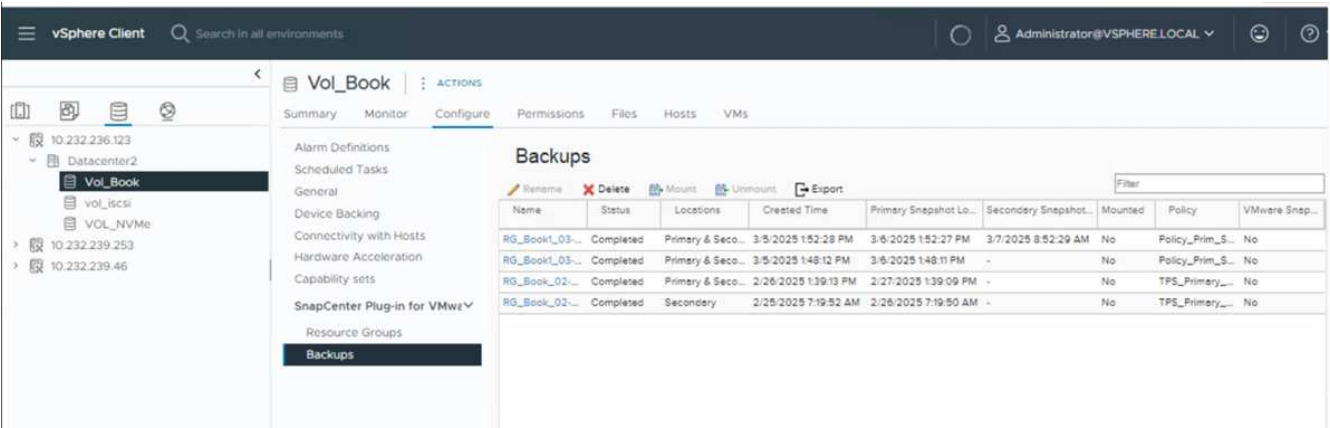 vSphere Client Search in all environments Administrator@VSPHERE.LOCAL
Vol_Book ACTIONS
Summary Monitor Configure Permissions Files Hosts VMs
10.232.236.123
Datacenter2
Vol_Book
vol_iscsi
VOL_NVMe
10.232.239.253
10.232.239.46
Alarm Definitions
Scheduled Tasks
General
Device Backing
Connectivity with Hosts
Hardware Acceleration
Capability sets
SnapCenter Plug-in for VMwa
Resource Groups
Backups
Backups
Rename Delete Mount Unmount Export Filter
Name Status Locations Created Time Primary Snapshot Lo... Secondary Snapshot... Mounted Policy VMware Snap...
RG_Book1_03-... Completed Primary & Seco... 3/5/2025 1:52:28 PM 3/6/2025 1:52:27 PM 3/7/2025 8:52:29 AM No Policy_Prim_S... No
RG_Book1_03-... Completed Primary & Seco... 3/5/2025 1:48:12 PM 3/6/2025 1:48:11 PM - No Policy_Prim_S... No
RG_Book_02-... Completed Primary & Seco... 2/26/2025 1:39:13 PM 2/27/2025 1:39:09 PM - No TPS_Primary_... No
RG_Book_02-... Completed Secondary 2/25/2025 7:19:52 AM 2/26/2025 7:19:50 AM - No TPS_Primary_... No